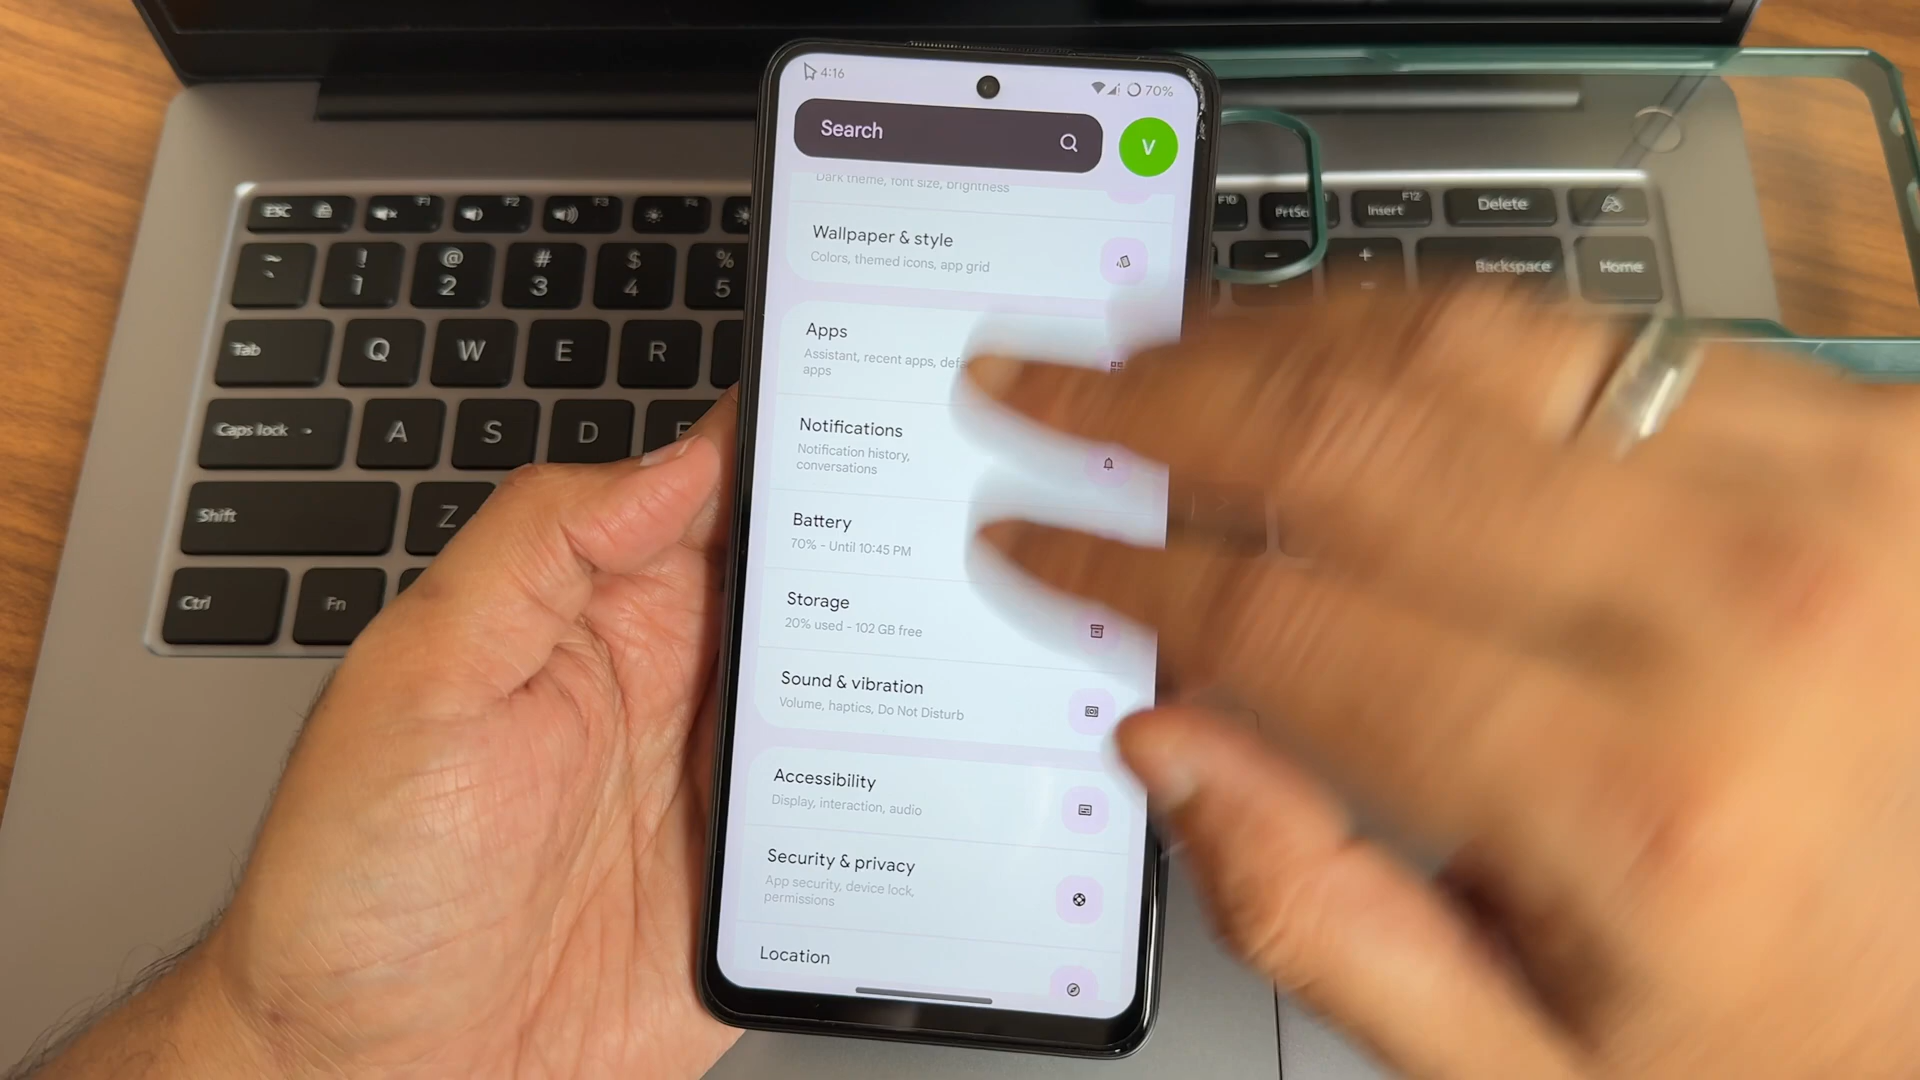 4:16
70%
Search
V
Dark theme, font size, brightness
Wallpaper & style
Colors, themed icons, app grid
Apps
Assistant, recent apps,
apps
Notifications
Notification history,
conversations
Battery
70% - Until 10:45 PM
Storage
20% used - 102 GB free
Sound & vibration
Volume, haptics, Do Not Disturb
Accessibility
Display, interaction, audio
Security & privacy
App security, device lock,
permissions
Location
ESC
F1
F2
F3
F4
~
!
1
@
2
#
3
$
4
%
5
Tab
Q
W
E
R
Caps lock
A
S
D
F
Shift
Z
Ctrl
Fn
F10
PrtSc
Insert
F12
Delete
+
=
Backspace
Home